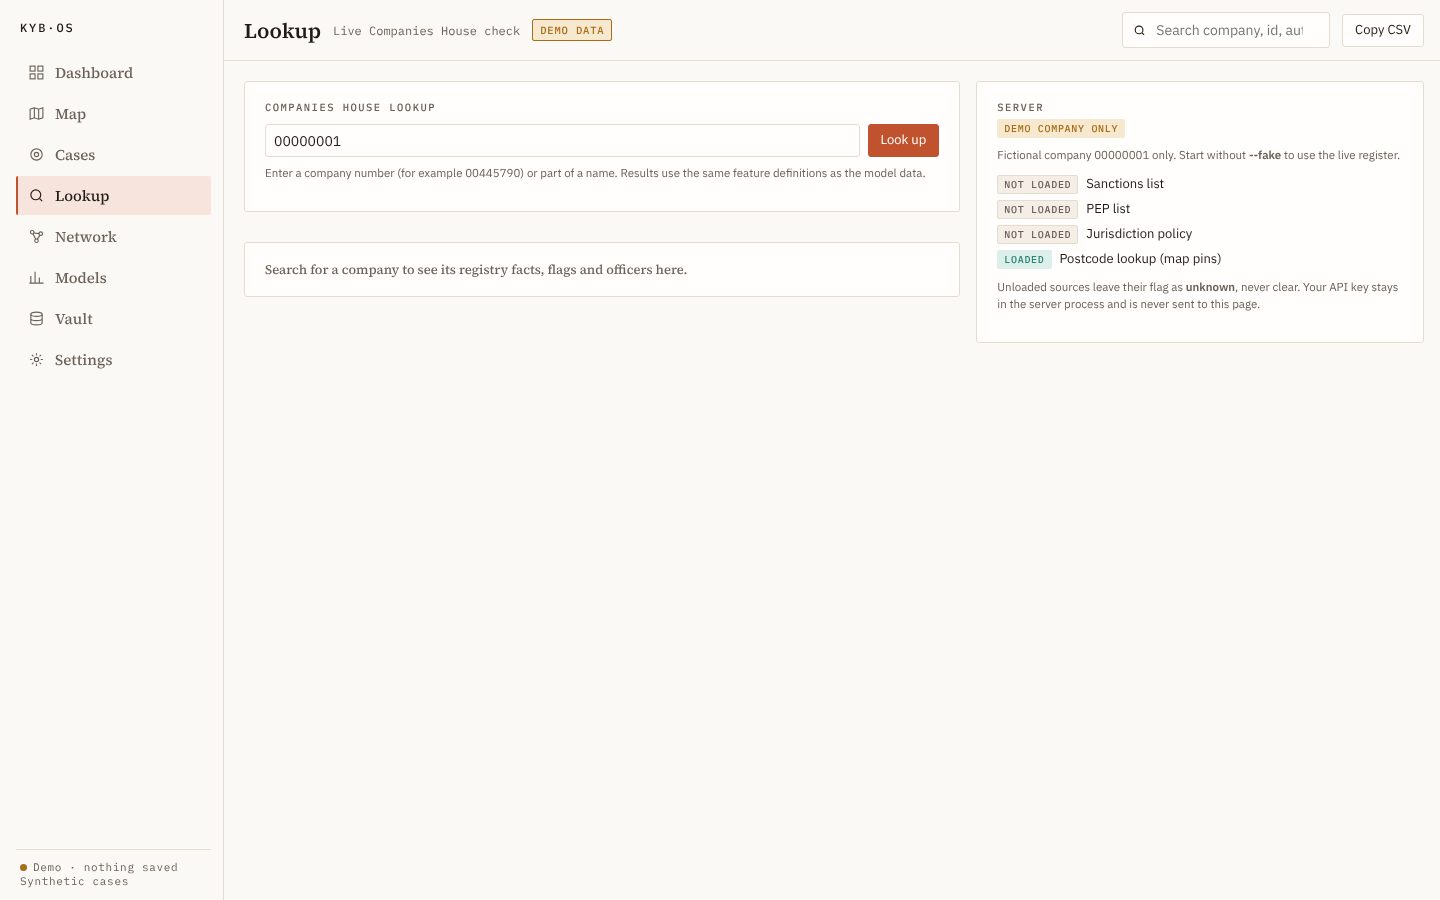 KYB·OS
Dashboard
Map
Cases
Lookup
Network
Models
Vault
Settings
Demo · nothing saved
Synthetic cases
Lookup
Live Companies House check
DEMO DATA
Search company, id, aut
Copy CSV
COMPANIES HOUSE LOOKUP
00000001
Look up
Enter a company number (for example 00445790) or part of a name. Results use the same feature definitions as the model data.
Search for a company to see its registry facts, flags and officers here.
SERVER
DEMO COMPANY ONLY
Fictional company 00000001 only. Start without --fake to use the live register.
NOT LOADED Sanctions list
NOT LOADED PEP list
NOT LOADED Jurisdiction policy
LOADED Postcode lookup (map pins)
Unloaded sources leave their flag as unknown, never clear. Your API key stays
in the server process and is never sent to this page.